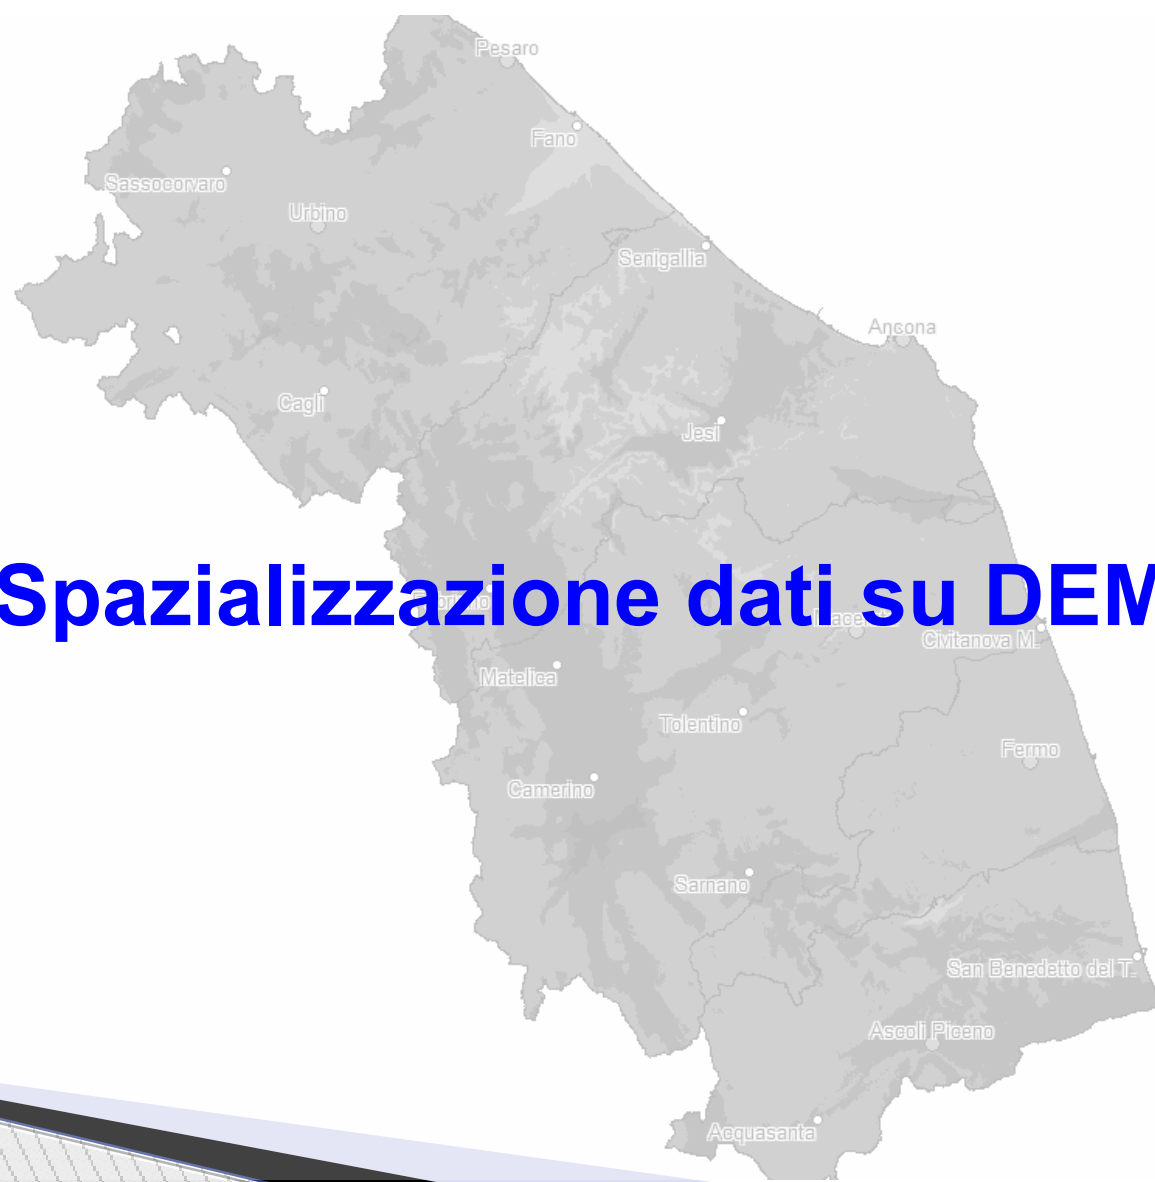 Pesaro
Fano
Sassocorvaro
Urbino
Senigallia
Ancona
Cagli
Jesi
Spazializzazione dati su DEM
Civitanova M.
Matelica
Tolentino
Fermo
Camerino
Sarnano
San Benedetto del T.
Ascoli Piceno
Acquasanta